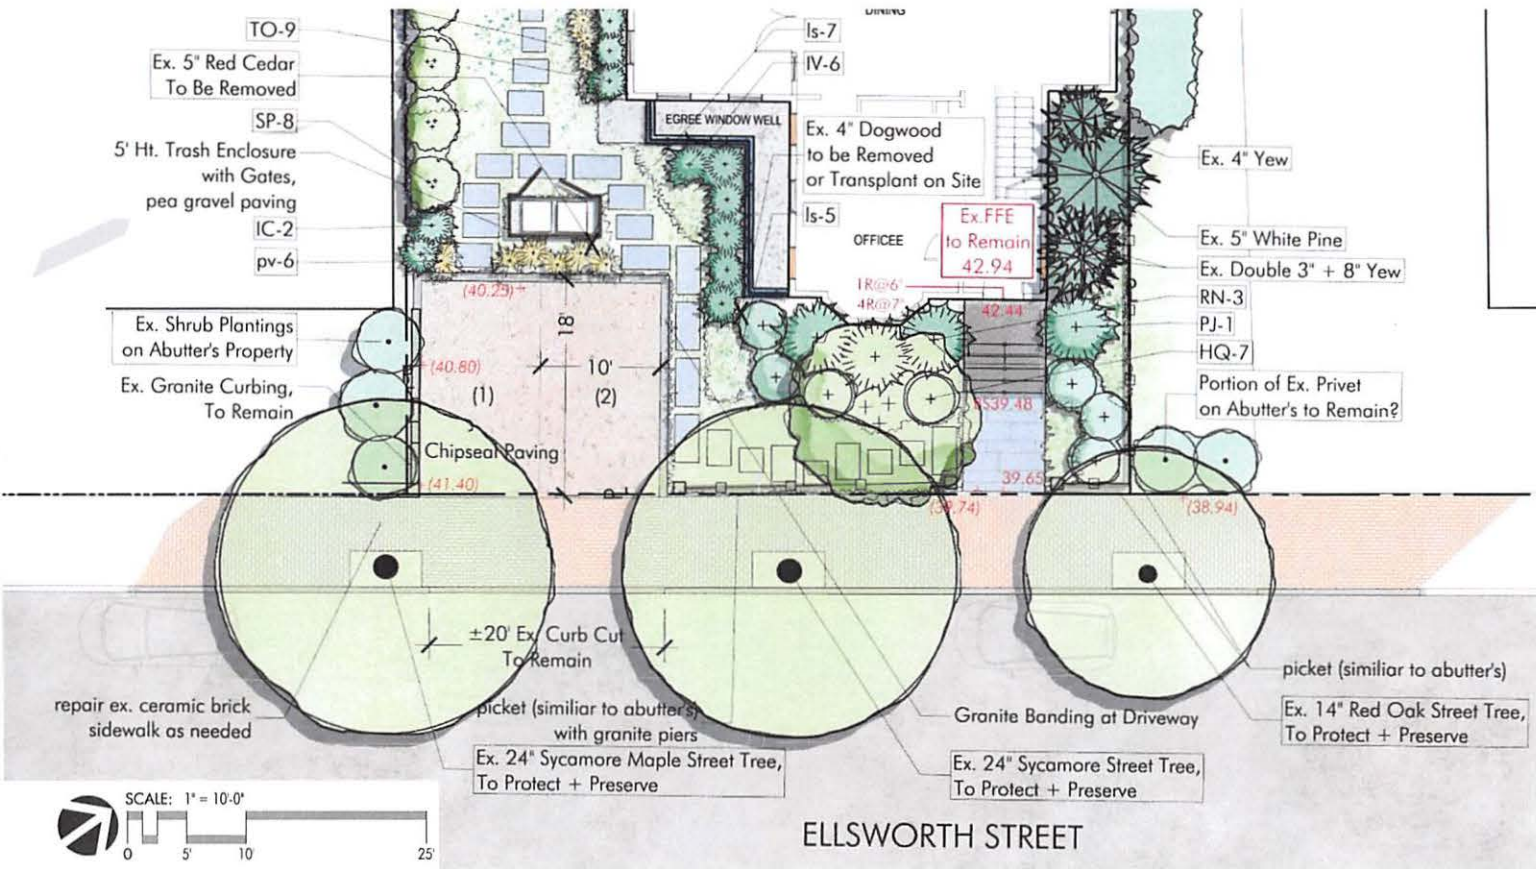 DINING
TO-9
Is-7
Ex. 5" Red Cedar
To Be Removed
IV-6
SP-8
EGREE WINDOW WELL
Ex. 4" Dogwood
to be Removed
or Transplant on Site
5' Ht. Trash Enclosure
with Gates,
pea gravel paving
Ex. 4" Yew
IC-2
Is-5
Ex.FFE
to Remain
42.94
OFFICEE
Ex. 5" White Pine
pv-6
Ex. Double 3" + 8" Yew
(40.25)
1R@6"
4R@7"
42.44
RN-3
PJ-1
HQ-7
Ex. Shrub Plantings
on Abutter's Property
18'
(40.80)
10'
(1)
(2)
Ex. Granite Curbing,
To Remain
Portion of Ex. Privet
on Abutter's to Remain?
BS39.48
Chipseal Paving
(41.40)
39.65
(39.74)
(38.94)
±20' Ex. Curb Cut
To Remain
picket (similiar to abutter's)
repair ex. ceramic brick
sidewalk as needed
picket (similiar to abutter's)
with granite piers
Granite Banding at Driveway
Ex. 14" Red Oak Street Tree,
To Protect + Preserve
Ex. 24" Sycamore Maple Street Tree,
To Protect + Preserve
Ex. 24" Sycamore Street Tree,
To Protect + Preserve
SCALE: 1" = 10'-0"
0 5' 10' 25'
ELLSWORTH STREET